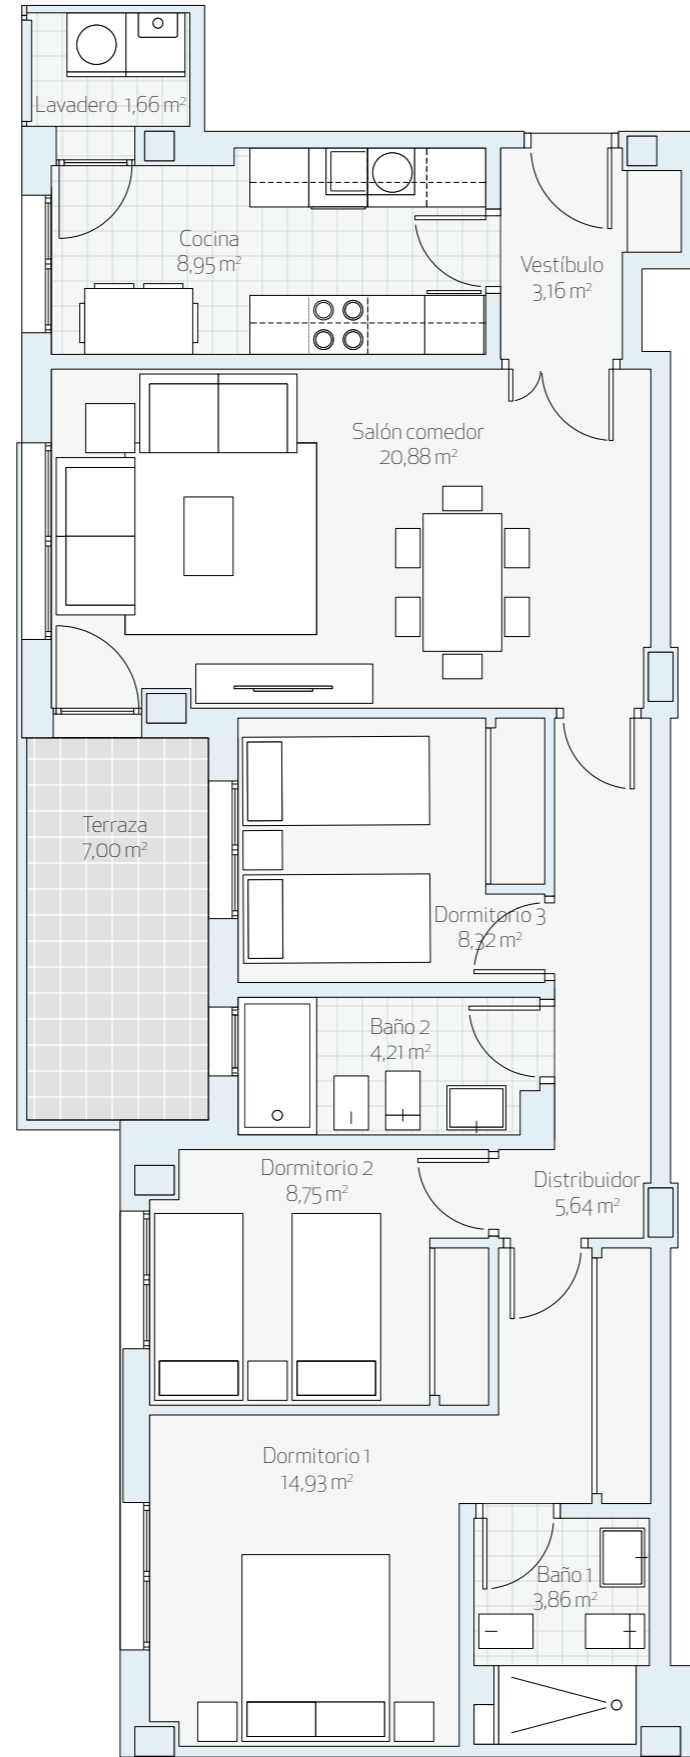 Lavadero 1,66 m²
Cocina
8,95 m²
Vestíbulo
3,16 m²
Salón comedor
20,88 m²
Terraza
7,00 m²
Dormitorio 3
8,32 m²
Baño 2
4,21 m²
Dormitorio 2
8,75 m²
Distribuidor
5,64 m²
Dormitorio 1
14,93 m²
Baño 1
3,86 m²